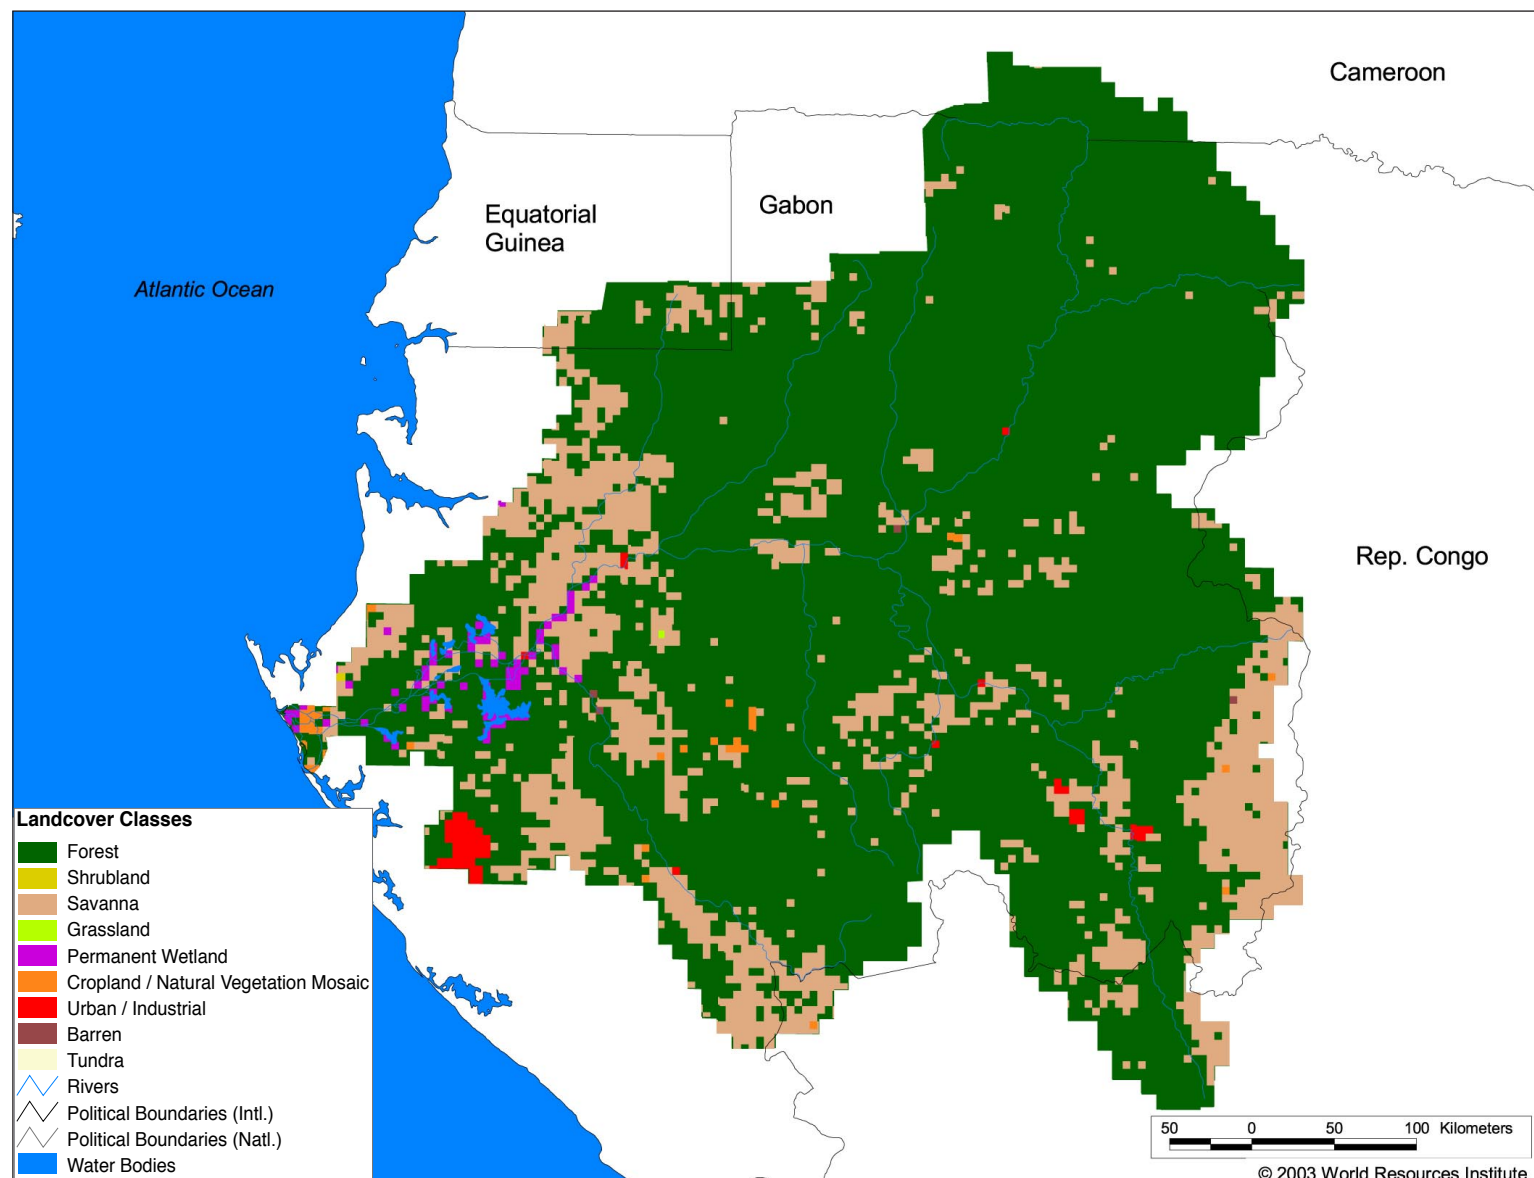 Cameroon
Gabon
Equatorial
Guinea
Atlantic Ocean
Rep. Congo
Landcover Classes
Forest
Shrubland
Savanna
Grassland
Permanent Wetland
Cropland / Natural Vegetation Mosaic
Urban / Industrial
Barren
Tundra
Rivers
Political Boundaries (Intl.)
Political Boundaries (Natl.)
Water Bodies
50 0 50 100 Kilometers
© 2003 World Resources Institute